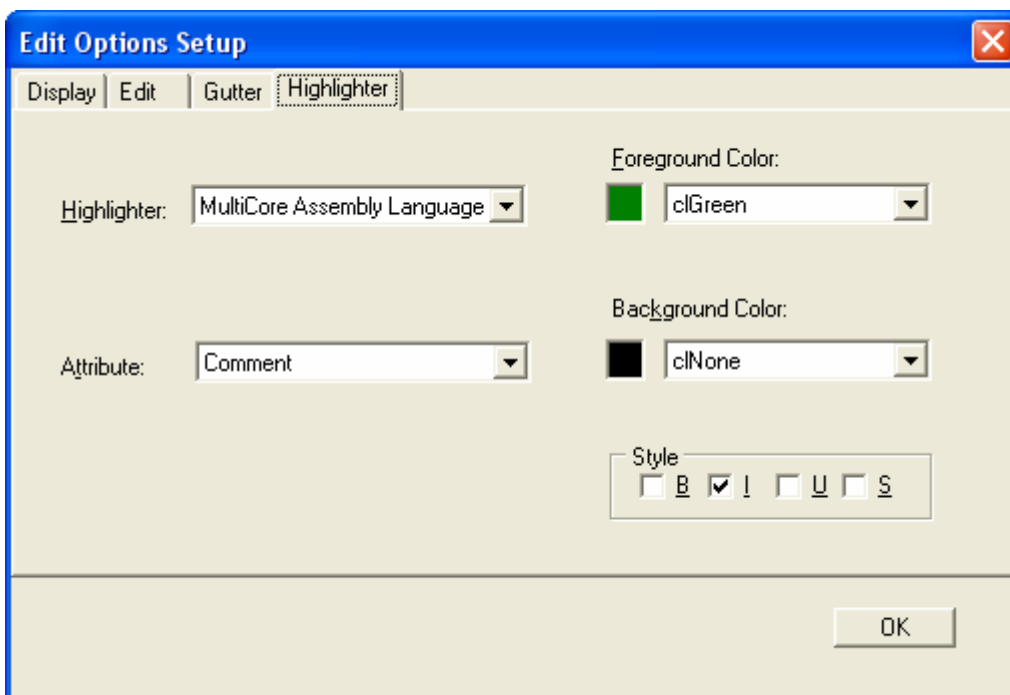 Edit Options Setup
Display Edit Gutter Highlighter
Foreground Color:
Highlighter: MultiCore Assembly Language clGreen
Background Color:
Attribute: Comment clNone
Style
B I U S
OK